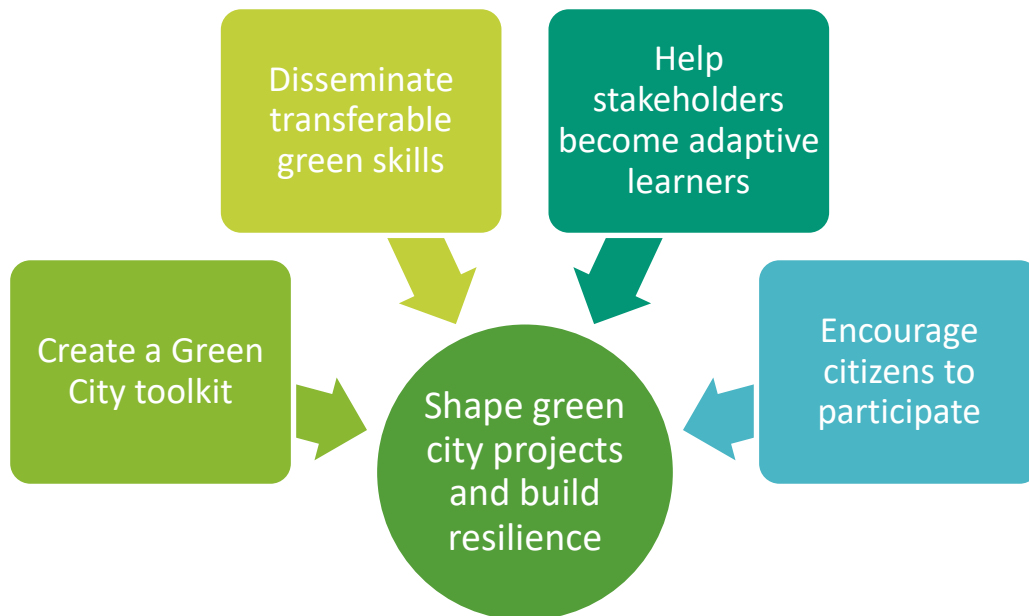 Disseminate
transferable
green skills
Help
stakeholders
become adaptive
learners
Create a Green
City toolkit
Encourage
citizens to
participate
Shape green
city projects
and build
resilience